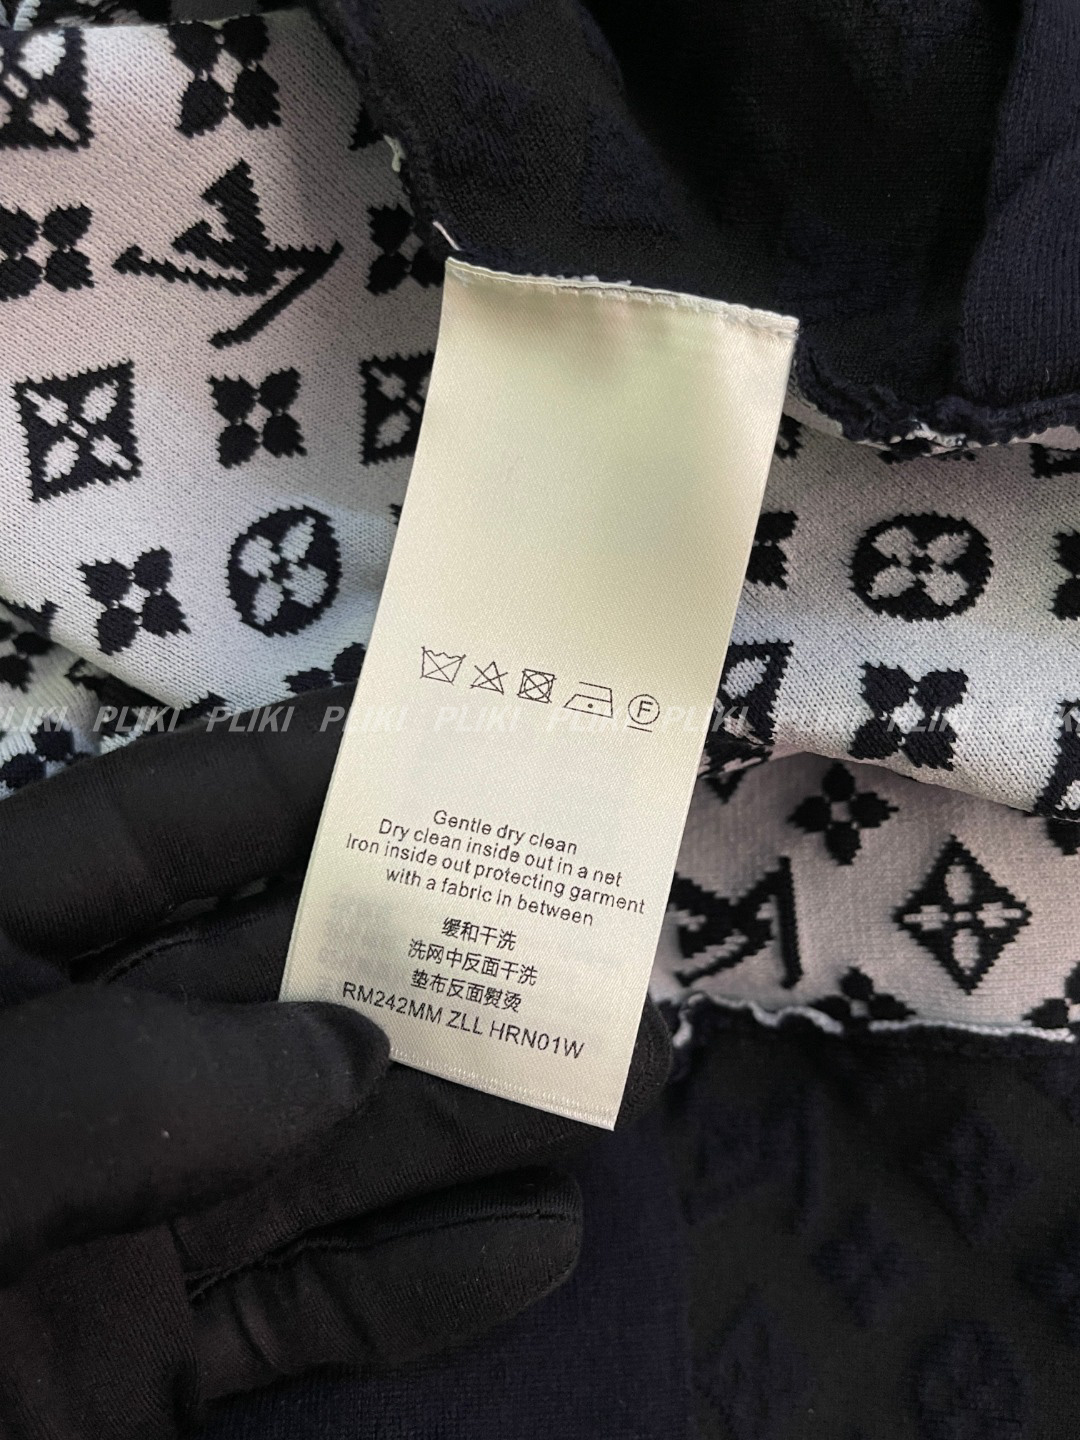 PLIKI PLIKI PLIKI PLIKI PLIKI PLIKI PLIKI PLIKI PLIKI
F
Gentle dry clean
Dry clean inside out in a net
Iron inside out protecting garment
with a fabric in between
缓和干洗
洗网中反面干洗
垫布反面熨烫
RM242MM ZLL HRN01W